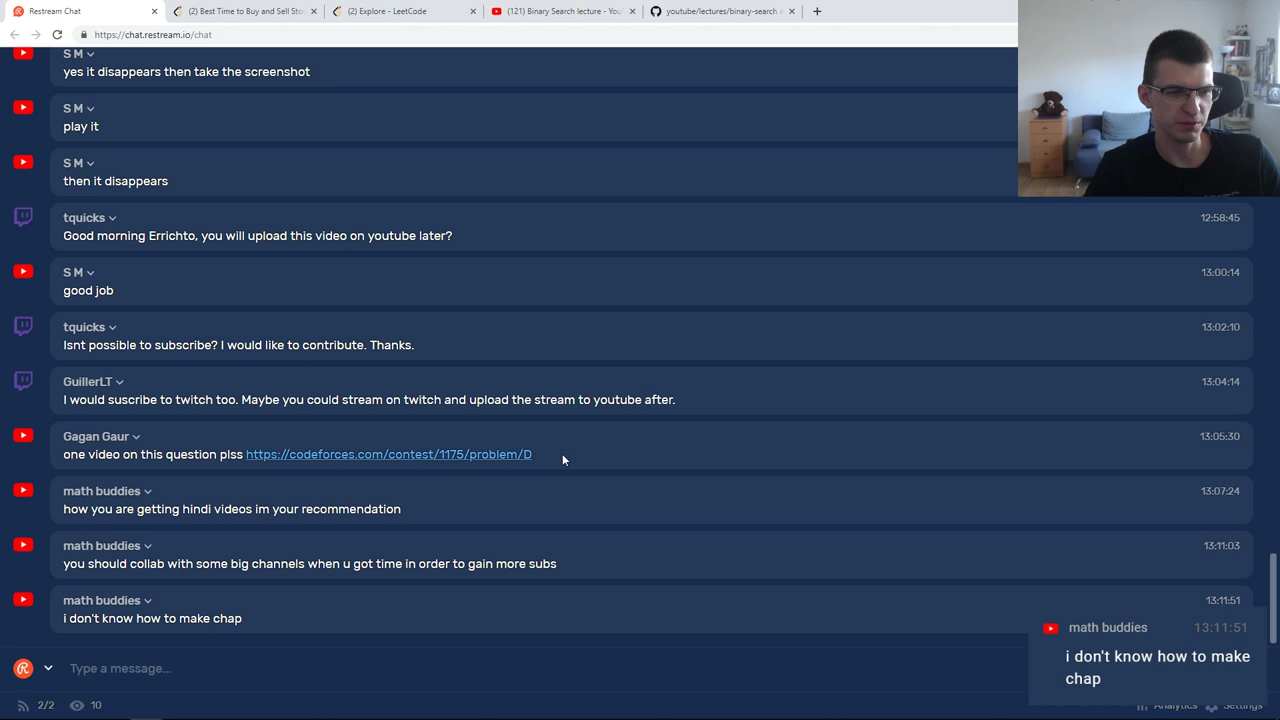 Restream Chat
(2) Best Time to Buy and Sell Sto
(2) Explore - LeetCode
(121) Binary Search lecture - You
youtube/lectures/binary-search a
https://chat.restream.io/chat
S M
yes it disappears then take the screenshot
S M
play it
S M
then it disappears
tquicks
12:58:45
Good morning Errichto, you will upload this video on youtube later?
S M
13:00:14
good job
tquicks
13:02:10
Isnt possible to subscribe? I would like to contribute. Thanks.
GuillerLT
13:04:14
I would suscribe to twitch too. Maybe you could stream on twitch and upload the stream to youtube after.
Gagan Gaur
13:05:30
one video on this question plss https://codeforces.com/contest/1175/problem/D
math buddies
13:07:24
how you are getting hindi videos im your recommendation
math buddies
13:11:03
you should collab with some big channels when u got time in order to gain more subs
math buddies
13:11:51
i don't know how to make chap
math buddies 13:11:51
i don't know how to make
chap
Type a message...
2/2 10
Analytics Settings